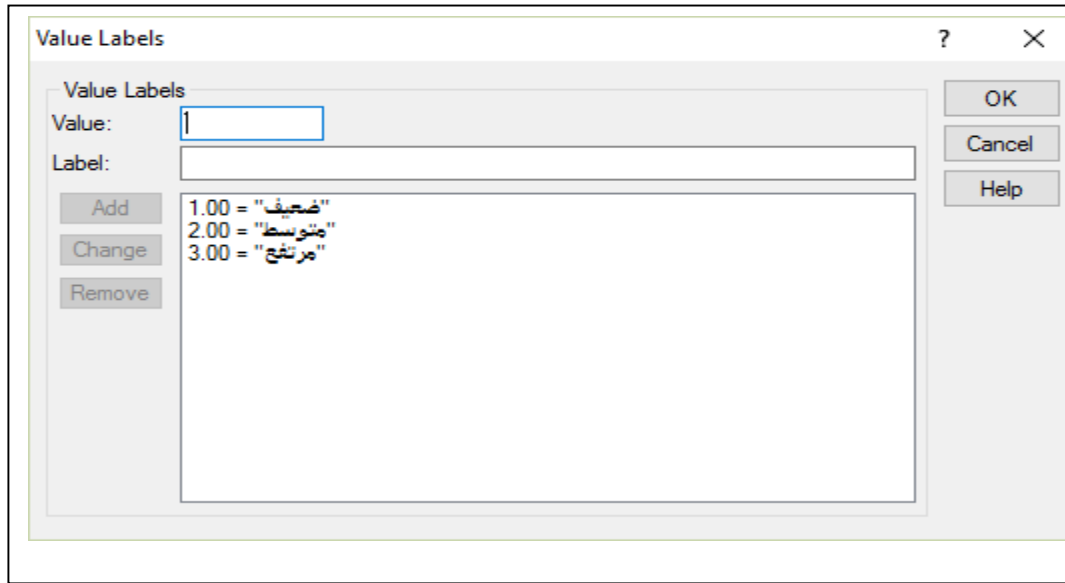 Value Labels
?
Value Labels
Value:
Label:
OK
Cancel
Help
Add
Change
Remove
1.00 = "ضعيف"
2.00 = "متوسط"
3.00 = "مرتفع"